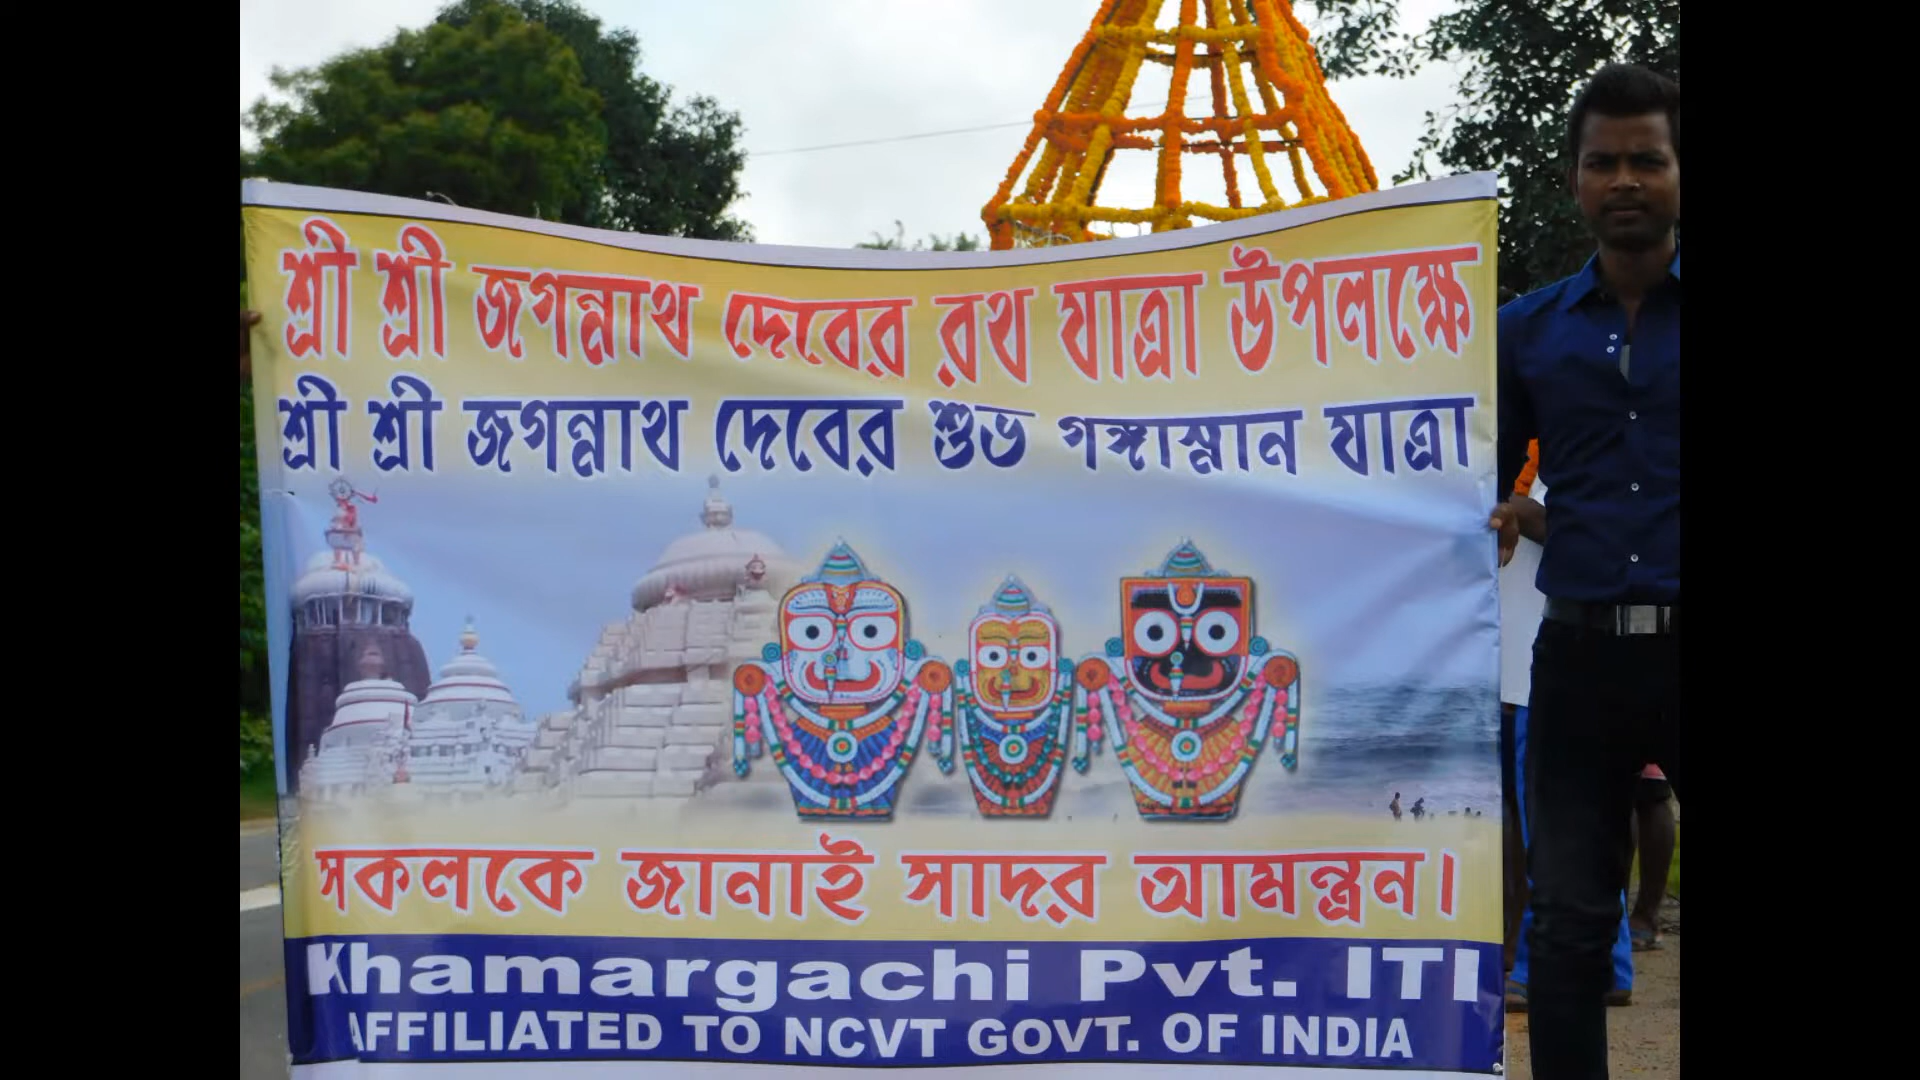 শ্রী শ্রী জগন্নাথ দেবের রথ যাত্রা উপলক্ষে
শ্রী শ্রী জগন্নাথ দেবের শুভ গঙ্গাস্নান যাত্রা
সকলকে জানাই সাদর আমন্ত্রন।
Khamargachi Pvt. ITI
AFFILIATED TO NCVT GOVT. OF INDIA